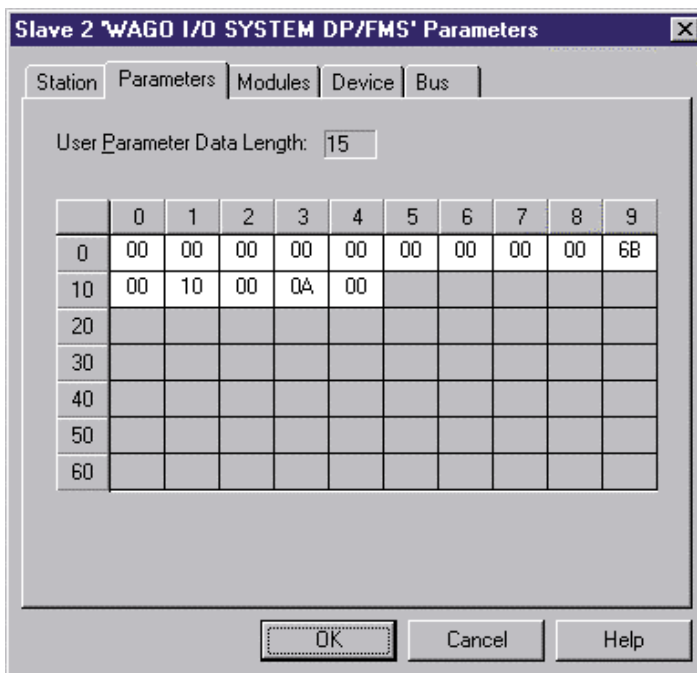 Slave 2 'WAGO I/O SYSTEM DP/FMS' Parameters
Station Parameters Modules Device Bus
User Parameter Data Length: 15
0 1 2 3 4 5 6 7 8 9
0 00 00 00 00 00 00 00 00 00 6B
10 00 10 00 0A 00
20
30
40
50
60
OK Cancel Help